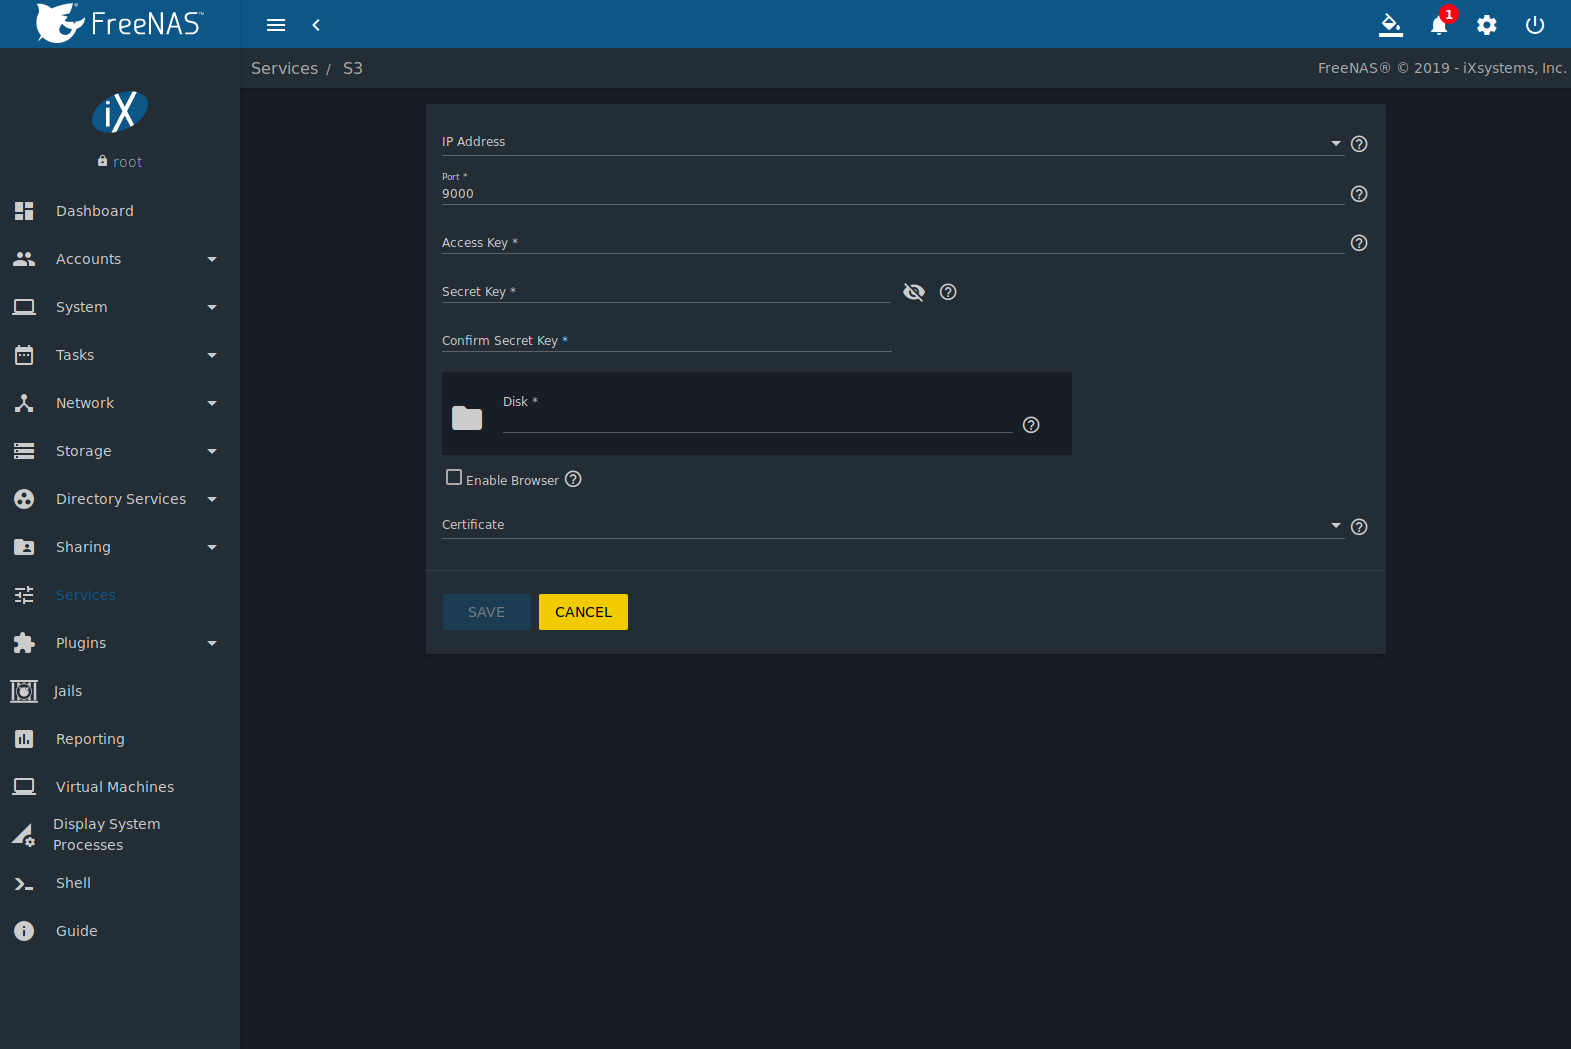 FreeNAS™
1
Services / S3
FreeNAS® © 2019 - iXsystems, Inc.
iX
root
Dashboard
Accounts
System
Tasks
Network
Storage
Directory Services
Sharing
Services
Plugins
Jails
Reporting
Virtual Machines
Display System
Processes
Shell
Guide
IP Address
Port *
9000
Access Key *
Secret Key *
Confirm Secret Key *
Disk *
Enable Browser
Certificate
SAVE
CANCEL